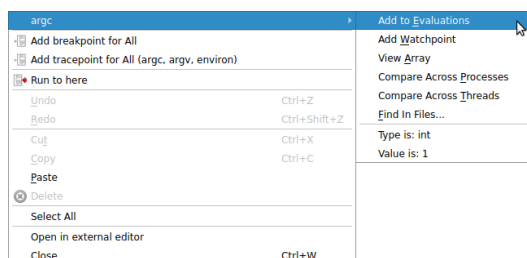 argc
Add breakpoint for All
Add tracepoint for All (argc, argv, environ)
Run to here
Undo Ctrl+Z
Redo Ctrl+Shift+Z
Cut Ctrl+X
Copy Ctrl+C
Paste
Delete
Select All
Open in external editor
Close Ctrl+W
Add to Evaluations
Add Watchpoint
View Array
Compare Across Processes
Compare Across Threads
Find In Files...
Type is: int
Value is: 1